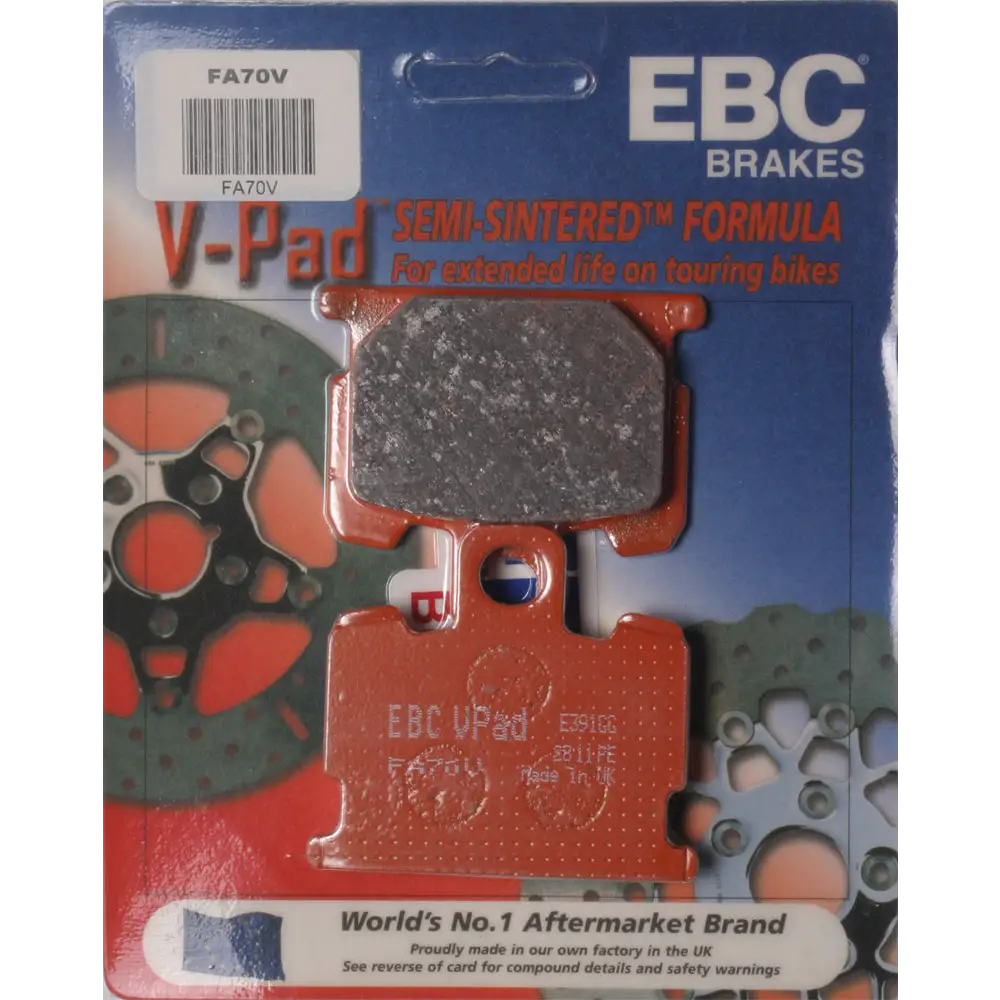 FA70V
FA70V
EBC®
BRAKES
V-Pad™
SEMI-SINTERED™ FORMULA
For extended life on touring bikes
B
EBC VPad
FA70V
E391GG
Made in UK
World's No.1 Aftermarket Brand
Proudly made in our own factory in the UK
See reverse of card for compound details and safety warnings